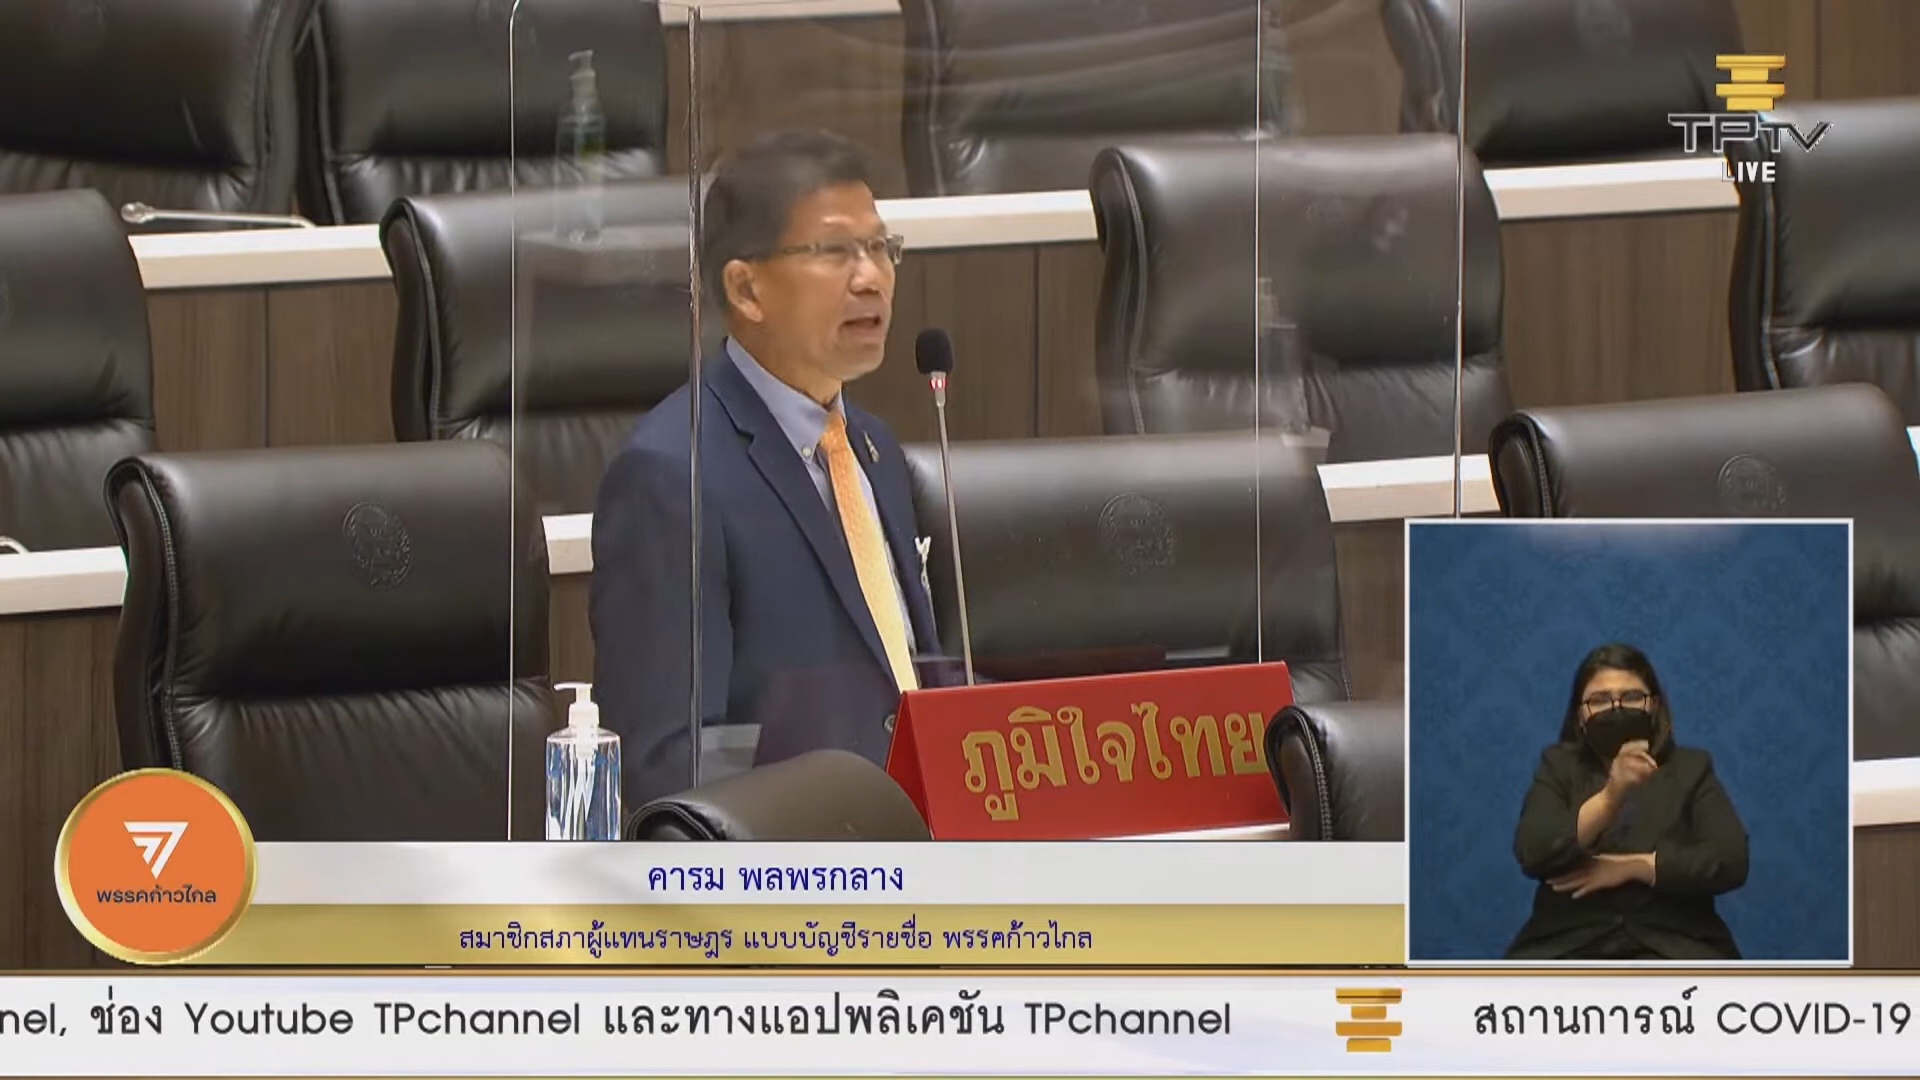 TPTV
LIVE
ภูมิใจไทย
พรรคก้าวไกล
คารม พลพรกลาง
สมาชิกสภาผู้แทนราษฎร แบบบัญชีรายชื่อ พรรคก้าวไกล
nel, ช่อง Youtube TPchannel และทางแอปพลิเคชัน TPchannel
สถานการณ์ COVID-19